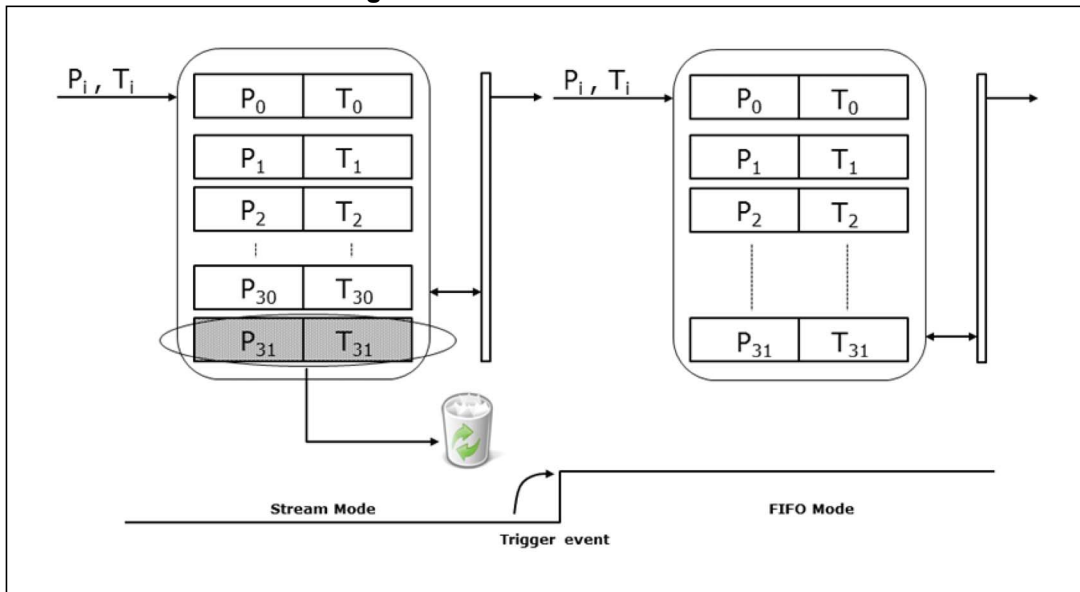 Pi , Ti
P0 T0
P1 T1
P2 T2
P30 T30
P31 T31
Pi , Ti
P0 T0
P1 T1
P2 T2
P31 T31
Stream Mode
Trigger event
FIFO Mode